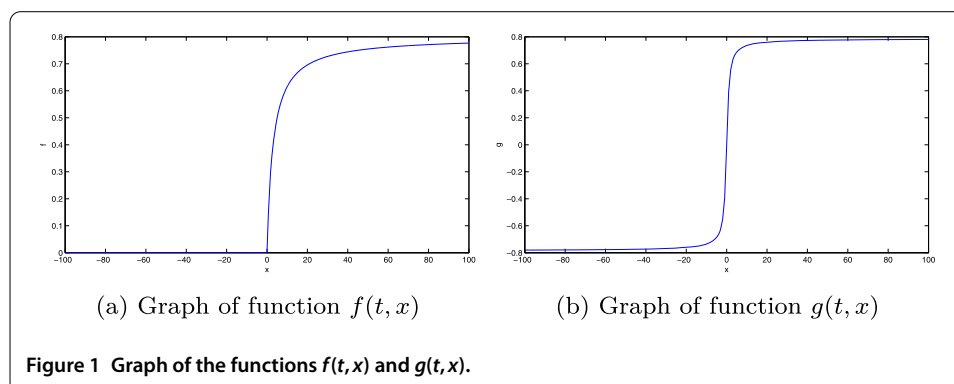 0.8
0.7
0.6
0.5
0.4
0.3
0.2
0.1
0
f
−100 −80 −60 −40 −20 0 20 40 60 80 100
x
(a) Graph of function f(t, x)
0.8
0.6
0.4
0.2
0
−0.2
−0.4
−0.6
−0.8
g
−100 −80 −60 −40 −20 0 20 40 60 80 100
x
(b) Graph of function g(t, x)
Figure 1 Graph of the functions f(t,x) and g(t,x).